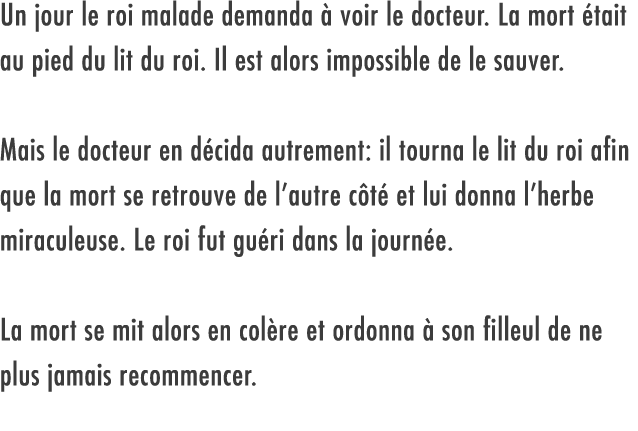 Un jour le roi malade demanda à voir le docteur. La mort était
au pied du lit du roi. Il est alors impossible de le sauver.
Mais le docteur en décida autrement: il tourna le lit du roi afin
que la mort se retrouve de l'autre côté et lui donna l'herbe
miraculeuse. Le roi fut guéri dans la journée.
La mort se mit alors en colère et ordonna à son filleul de ne
plus jamais recommencer.